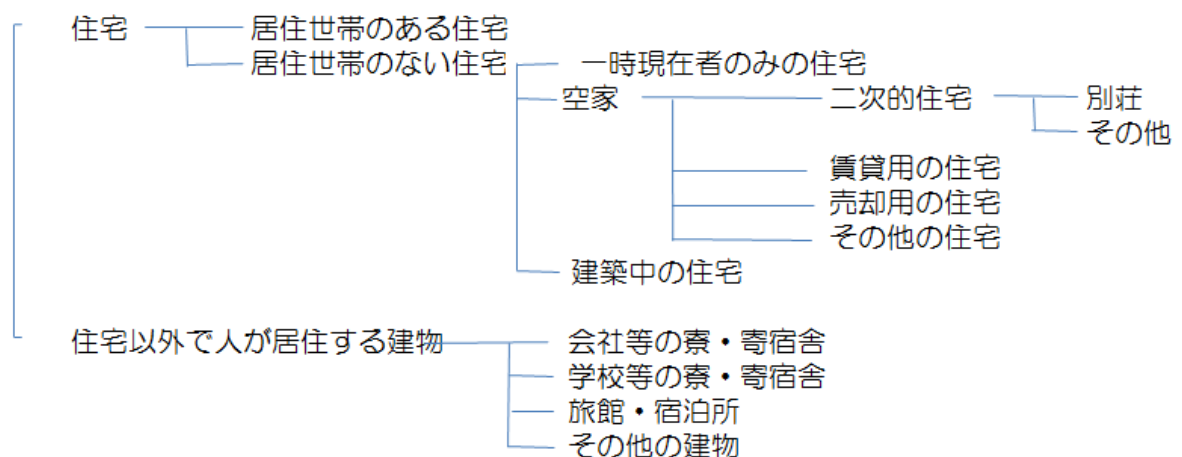 住宅 居住世帯のある住宅
居住世帯のない住宅 一時現在者のみの住宅
空家 二次的住宅 別荘
その他
賃貸用の住宅
売却用の住宅
その他の住宅
建築中の住宅
住宅以外で人が居住する建物 会社等の寮・寄宿舎
学校等の寮・寄宿舎
旅館・宿泊所
その他の建物